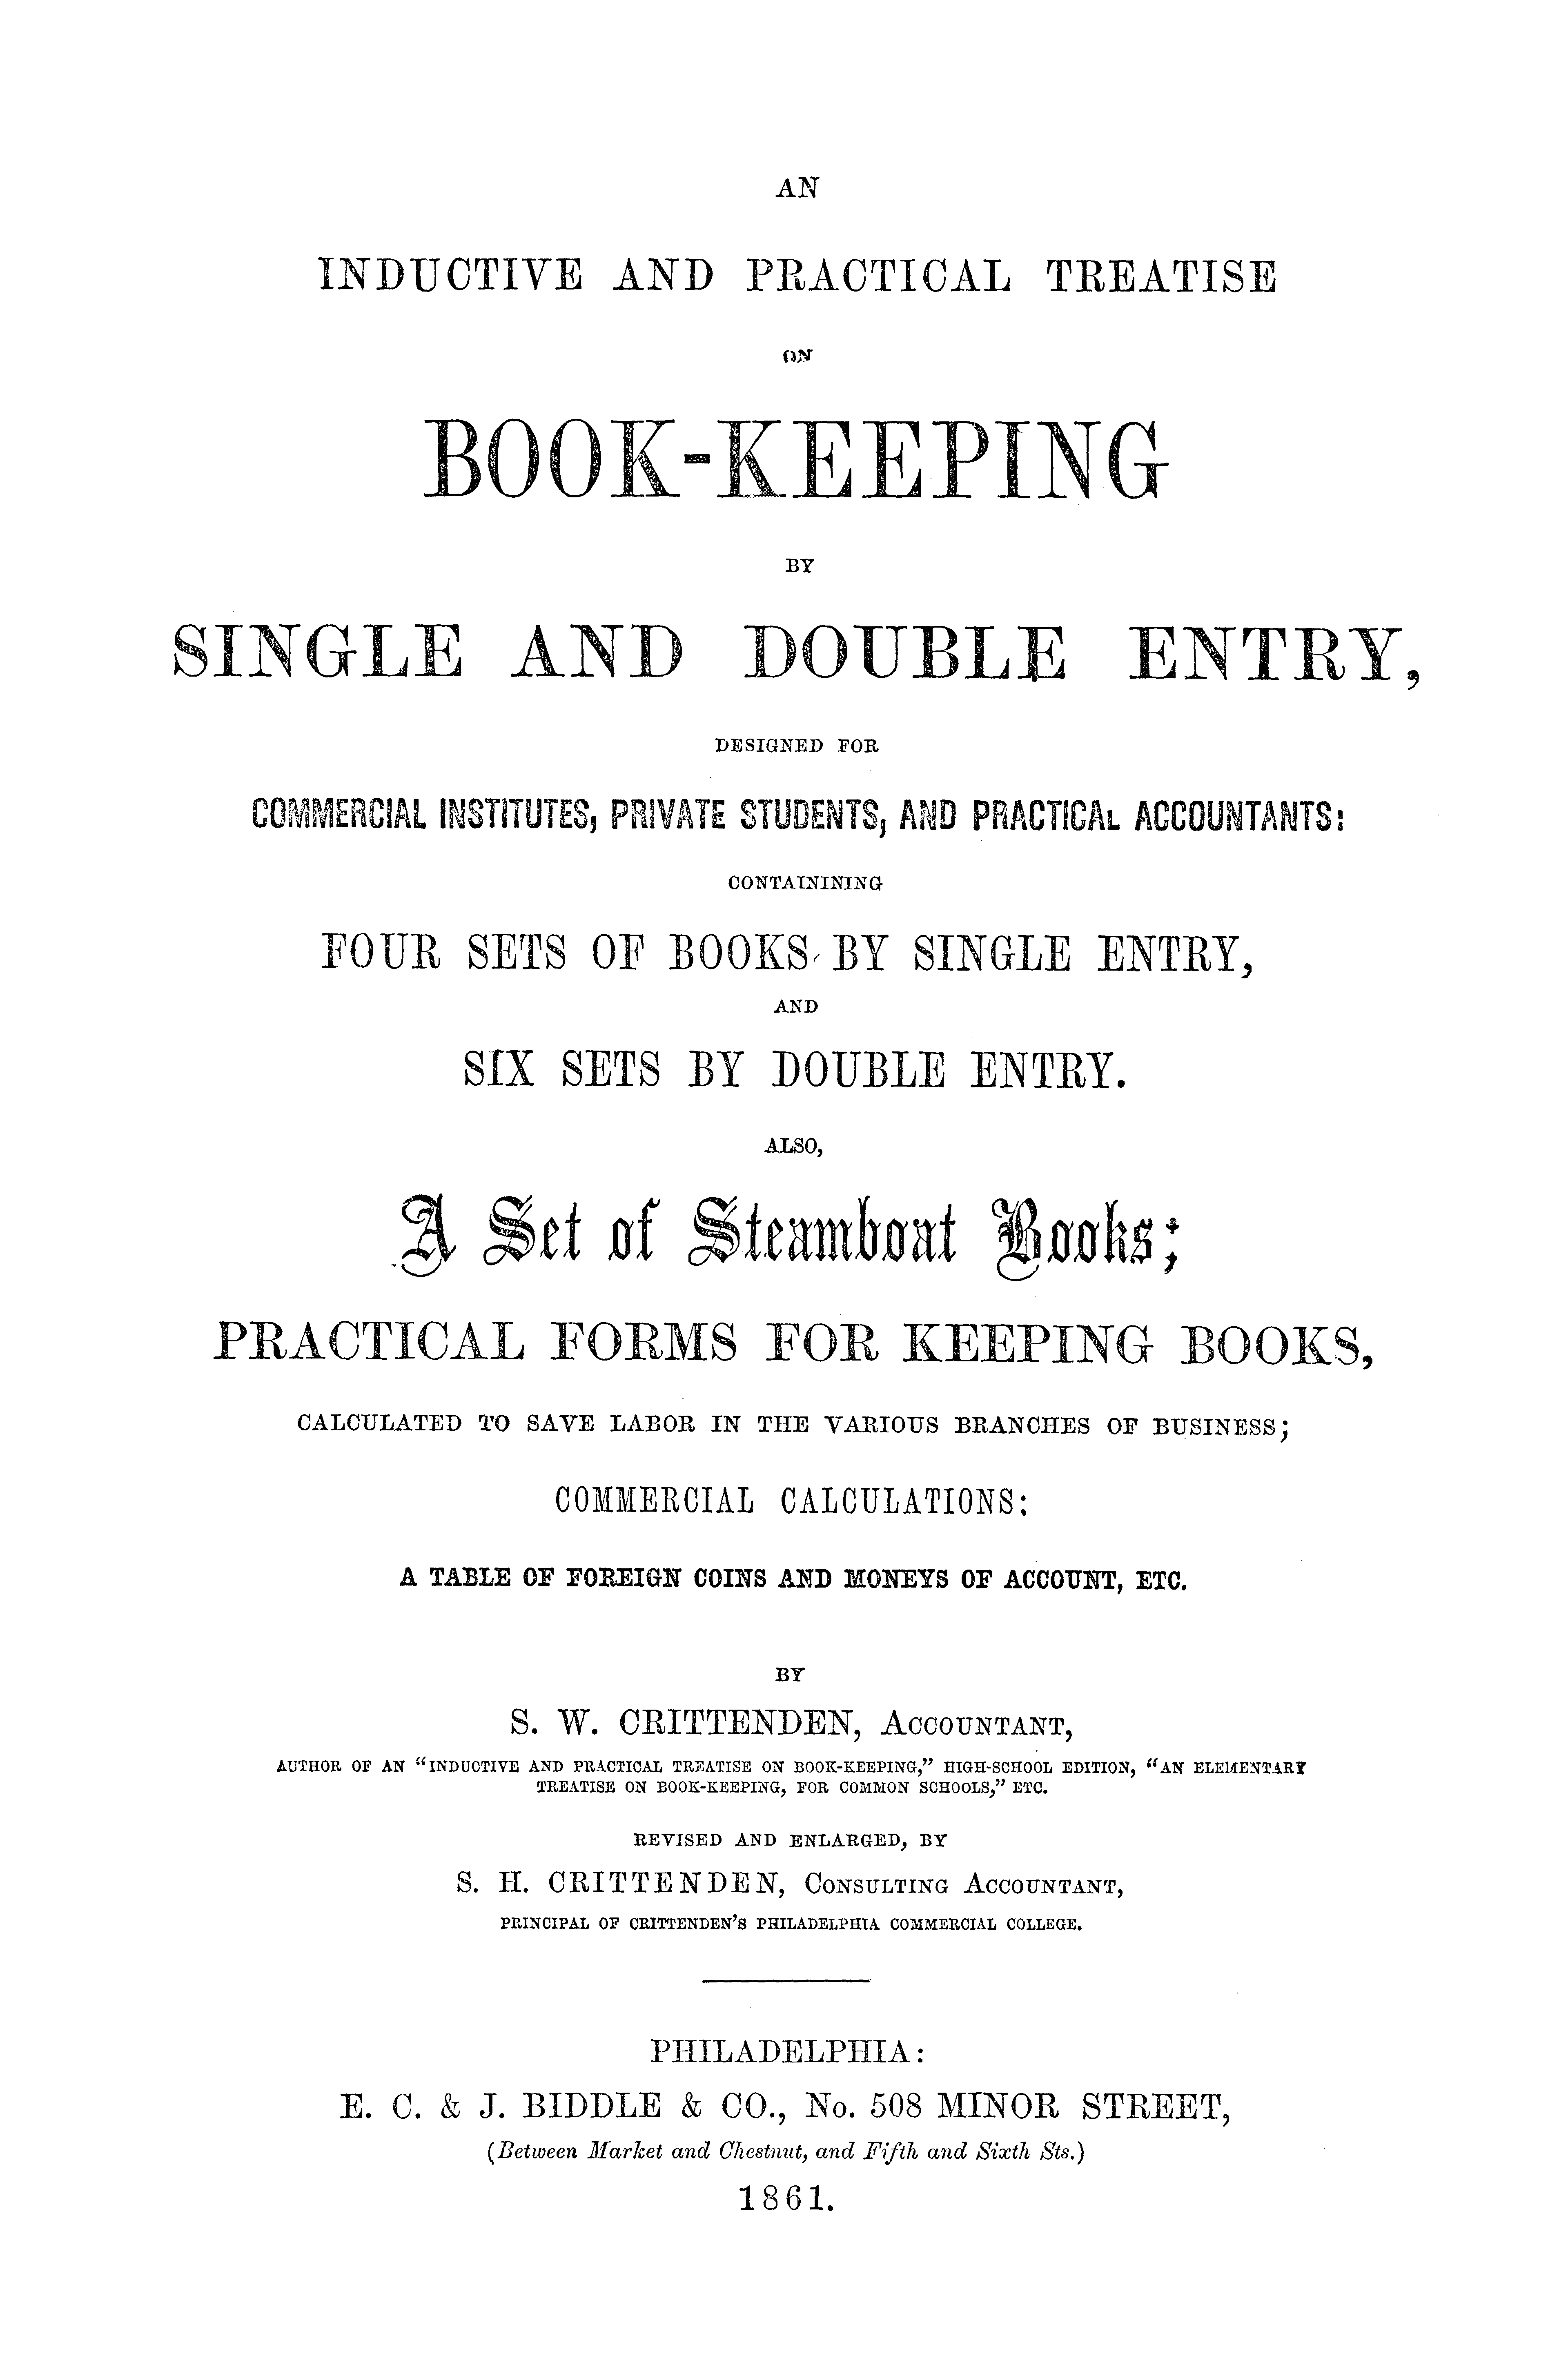 AN
INDUCTIVE AND PRACTICAL TREATISE
ON
BOOK-KEEPING
BY
SINGLE AND DOUBLE ENTRY,
DESIGNED FOR
COMMERCIAL INSTITUTES, PRIVATE STUDENTS, AND PRACTICAL ACCOUNTANTS:
CONTAININING
FOUR SETS OF BOOKS BY SINGLE ENTRY,
AND
SIX SETS BY DOUBLE ENTRY.
ALSO,
A Set of Steamboat Books;
PRACTICAL FORMS FOR KEEPING BOOKS,
CALCULATED TO SAVE LABOR IN THE VARIOUS BRANCHES OF BUSINESS;
COMMERCIAL CALCULATIONS:
A TABLE OF FOREIGN COINS AND MONEYS OF ACCOUNT, ETC.
BY
S. W. CRITTENDEN, ACCOUNTANT,
AUTHOR OF AN "INDUCTIVE AND PRACTICAL TREATISE ON BOOK-KEEPING," HIGH-SCHOOL EDITION, "AN ELEMENTARY
TREATISE ON BOOK-KEEPING, FOR COMMON SCHOOLS," ETC.
REVISED AND ENLARGED, BY
S. H. CRITTENDEN, CONSULTING ACCOUNTANT,
PRINCIPAL OF CRITTENDEN'S PHILADELPHIA COMMERCIAL COLLEGE.
PHILADELPHIA:
E. C. & J. BIDDLE & CO., No. 508 MINOR STREET,
(Between Market and Chestnut, and Fifth and Sixth Sts.)
1861.